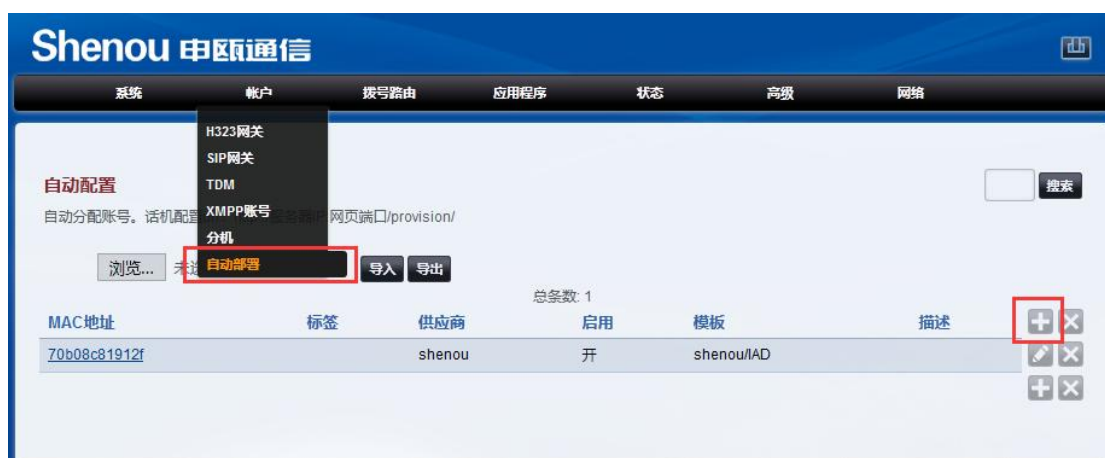 Shenou 申瓯通信
系统 帐户 拨号路由 应用程序 状态 高级 网络
H323网关
SIP网关
TDM
XMPP账号
分机
自动部署
自动配置
搜索
自动分配账号。话机配置 网页端口/provision/
浏览... 导入 导出
总条数: 1
MAC地址 标签 供应商 启用 模板 描述
70b08c81912f shenou 开 shenou/IAD